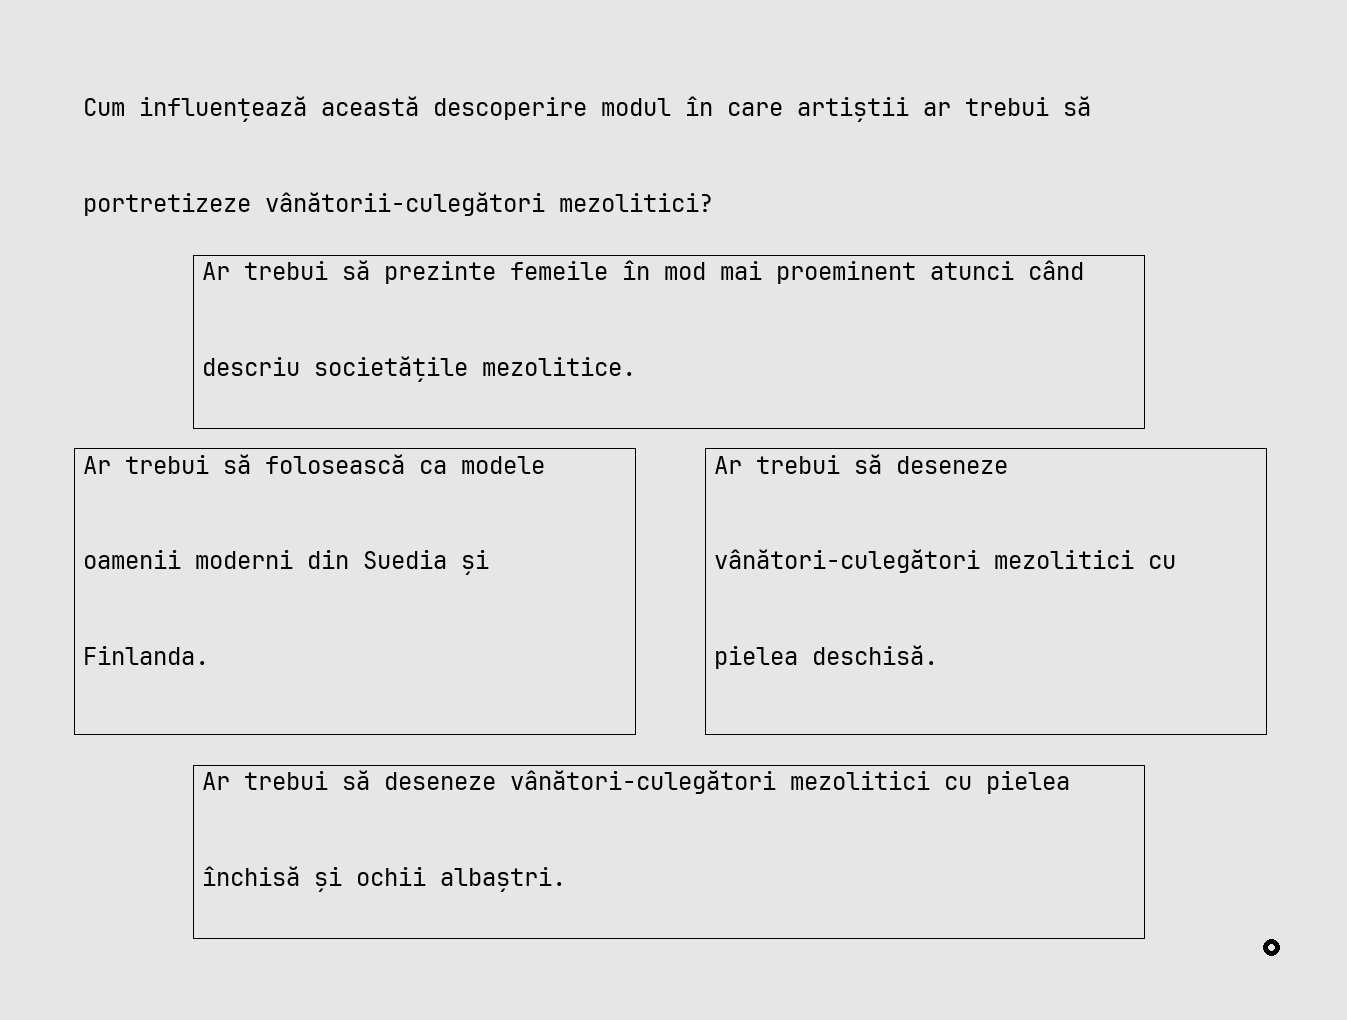 Cum influențează această descoperire modul în care artiștii ar trebui să
portretizeze vânătorii-culegători mezolitici?
Ar trebui să prezinte femeile în mod mai proeminent atunci când
descriu societățile mezolitice.
Ar trebui să folosească ca modele
oamenii moderni din Suedia și
Finlanda.
Ar trebui să deseneze
vânători-culegători mezolitici cu
pielea deschisă.
Ar trebui să deseneze vânători-culegători mezolitici cu pielea
închisă și ochii albaștri.